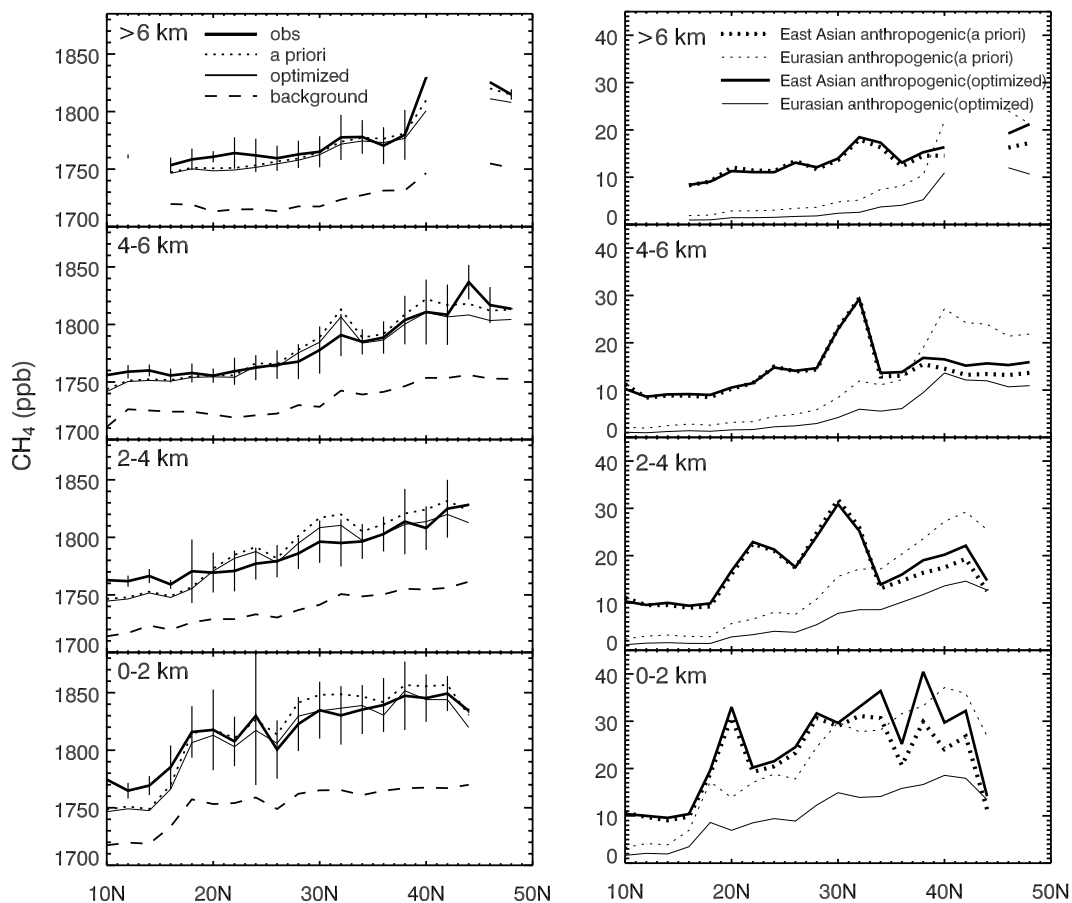 >6 km
obs
a priori
optimized
background
1850
1800
1750
1700
4-6 km
1850
1800
1750
1700
2-4 km
1850
1800
1750
1700
0-2 km
1850
1800
1750
1700
CH4 (ppb)
10N 20N 30N 40N 50N
>6 km
East Asian anthropogenic(a priori)
Eurasian anthropogenic(a priori)
East Asian anthropogenic(optimized)
Eurasian anthropogenic(optimized)
40
30
20
10
0
4-6 km
40
30
20
10
0
2-4 km
40
30
20
10
0
0-2 km
40
30
20
10
0
10N 20N 30N 40N 50N